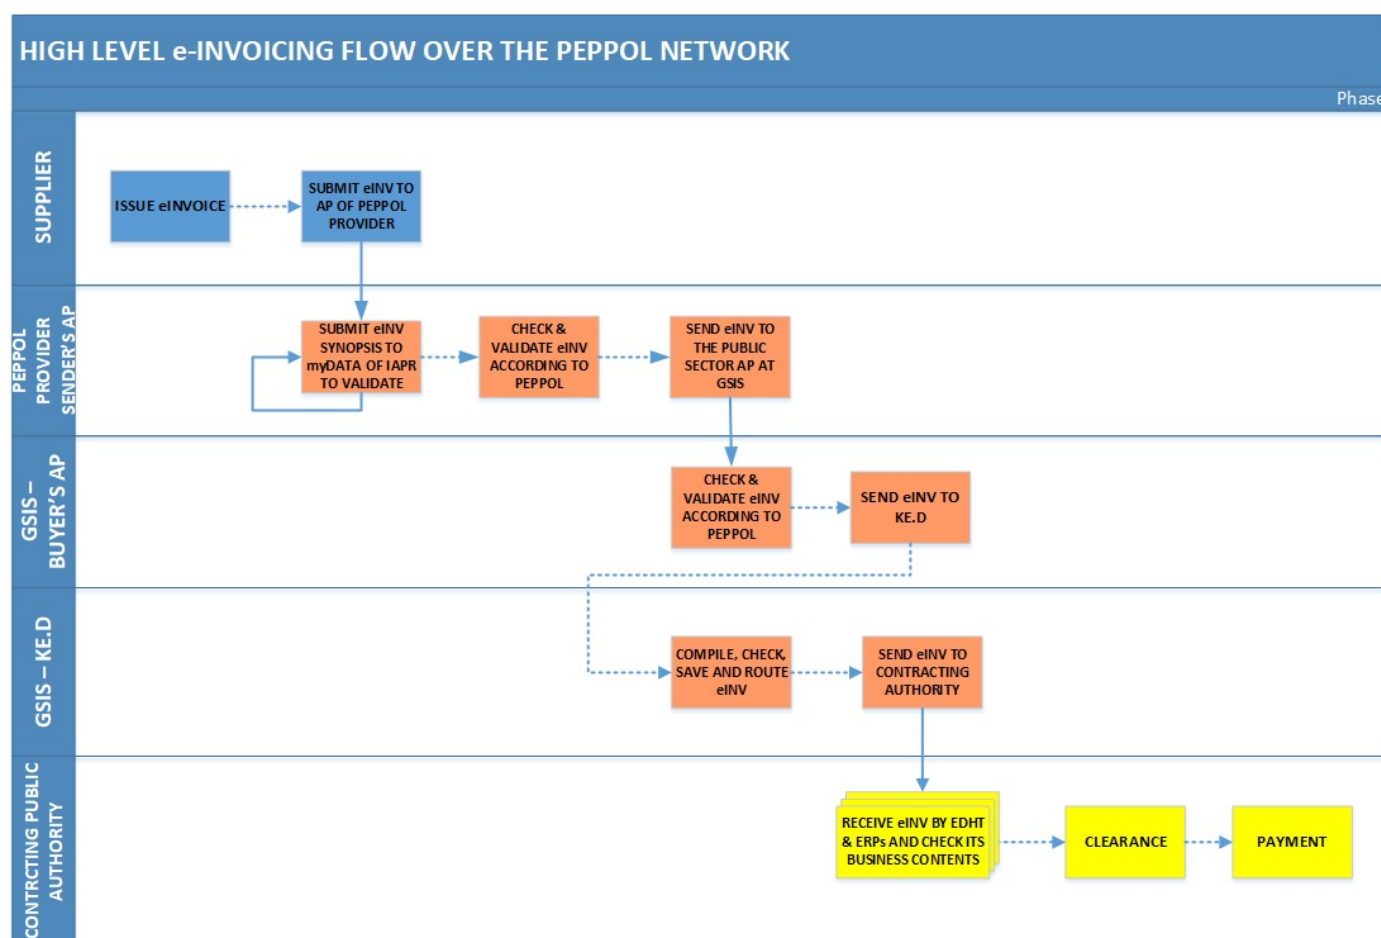 HIGH LEVEL e-INVOICING FLOW OVER THE PEPPOL NETWORK
Phase
SUPPLIER
ISSUE eINVOICE
SUBMIT eINV TO
AP OF PEPPOL
PROVIDER
PEPPOL
PROVIDER
SENDER'S AP
SUBMIT eINV
SYNOPSIS TO
myDATA OF IAPR
TO VALIDATE
CHECK &
VALIDATE eINV
ACCORDING TO
PEPPOL
SEND eINV TO
THE PUBLIC
SECTOR AP AT
GSIS
GSIS –
BUYER'S AP
CHECK &
VALIDATE eINV
ACCORDING TO
PEPPOL
SEND eINV TO
KE.D
GSIS – KE.D
COMPILE, CHECK,
SAVE AND ROUTE
eINV
SEND eINV TO
CONTRACTING
AUTHORITY
CONTRCTING PUBLIC
AUTHORITY
RECEIVE eINV BY EDHT
& ERPs AND CHECK ITS
BUSINESS CONTENTS
CLEARANCE
PAYMENT